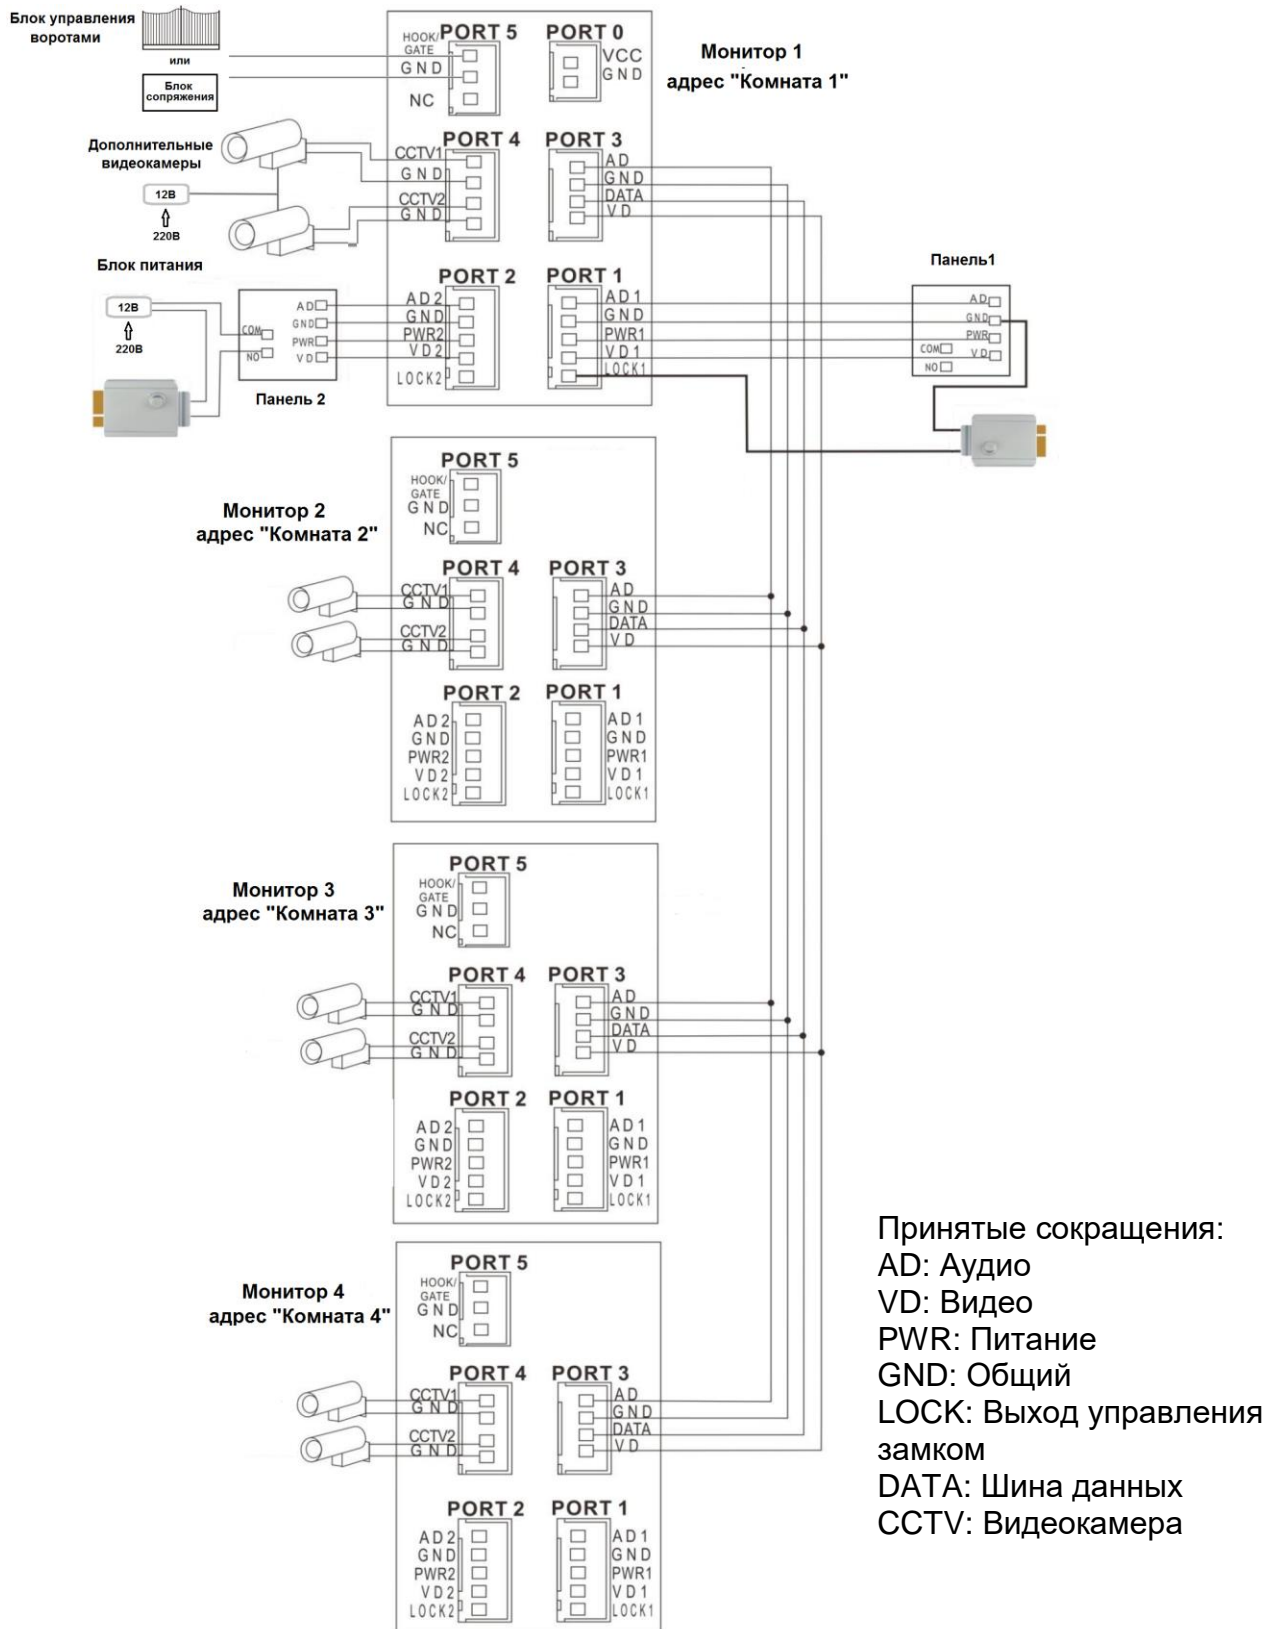 Блок управления
воротами
или
Блок
сопряжения
HOOK/
GATE
GND
NC
PORT 5
PORT 0
VCC
GND
Монитор 1
адрес "Комната 1"
Дополнительные
видеокамеры
12В
220В
PORT 4
CCTV1
GND
CCTV2
GND
PORT 3
AD
GND
DATA
VD
Блок питания
12В
220В
COM
NO
AD
GND
PWR
VD
Панель 2
PORT 2
AD2
GND
PWR2
VD2
LOCK2
PORT 1
AD1
GND
PWR1
VD1
LOCK1
Панель1
AD
GND
PWR
COM
VD
NO
Монитор 2
адрес "Комната 2"
PORT 5
HOOK/
GATE
GND
NC
PORT 4
CCTV1
GND
CCTV2
GND
PORT 3
AD
GND
DATA
VD
PORT 2
AD2
GND
PWR2
VD2
LOCK2
PORT 1
AD1
GND
PWR1
VD1
LOCK1
Монитор 3
адрес "Комната 3"
PORT 5
HOOK/
GATE
GND
NC
PORT 4
CCTV1
GND
CCTV2
GND
PORT 3
AD
GND
DATA
VD
PORT 2
AD2
GND
PWR2
VD2
LOCK2
PORT 1
AD1
GND
PWR1
VD1
LOCK1
Монитор 4
адрес "Комната 4"
PORT 5
HOOK/
GATE
GND
NC
PORT 4
CCTV1
GND
CCTV2
GND
PORT 3
AD
GND
DATA
VD
PORT 2
AD2
GND
PWR2
VD2
LOCK2
PORT 1
AD1
GND
PWR1
VD1
LOCK1
Принятые сокращения:
AD: Аудио
VD: Видео
PWR: Питание
GND: Общий
LOCK: Выход управления
замком
DATA: Шина данных
CCTV: Видеокамера